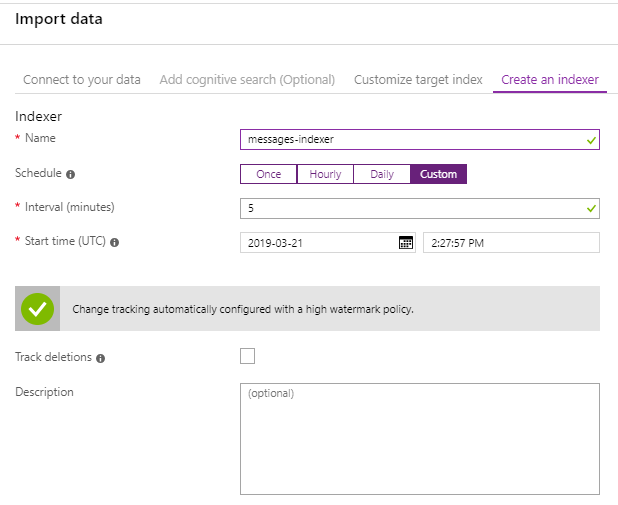 Import data
Connect to your data Add cognitive search (Optional) Customize target index Create an indexer
Indexer
* Name messages-indexer
Schedule Once Hourly Daily Custom
* Interval (minutes) 5
* Start time (UTC) 2019-03-21 2:27:57 PM
Change tracking automatically configured with a high watermark policy.
Track deletions
Description (optional)